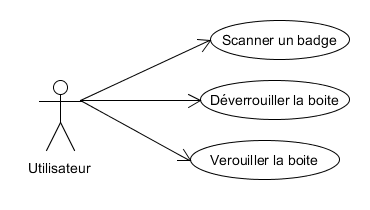 Scanner un badge
Déverrouiller la boite
Verouiller la boite
Utilisateur